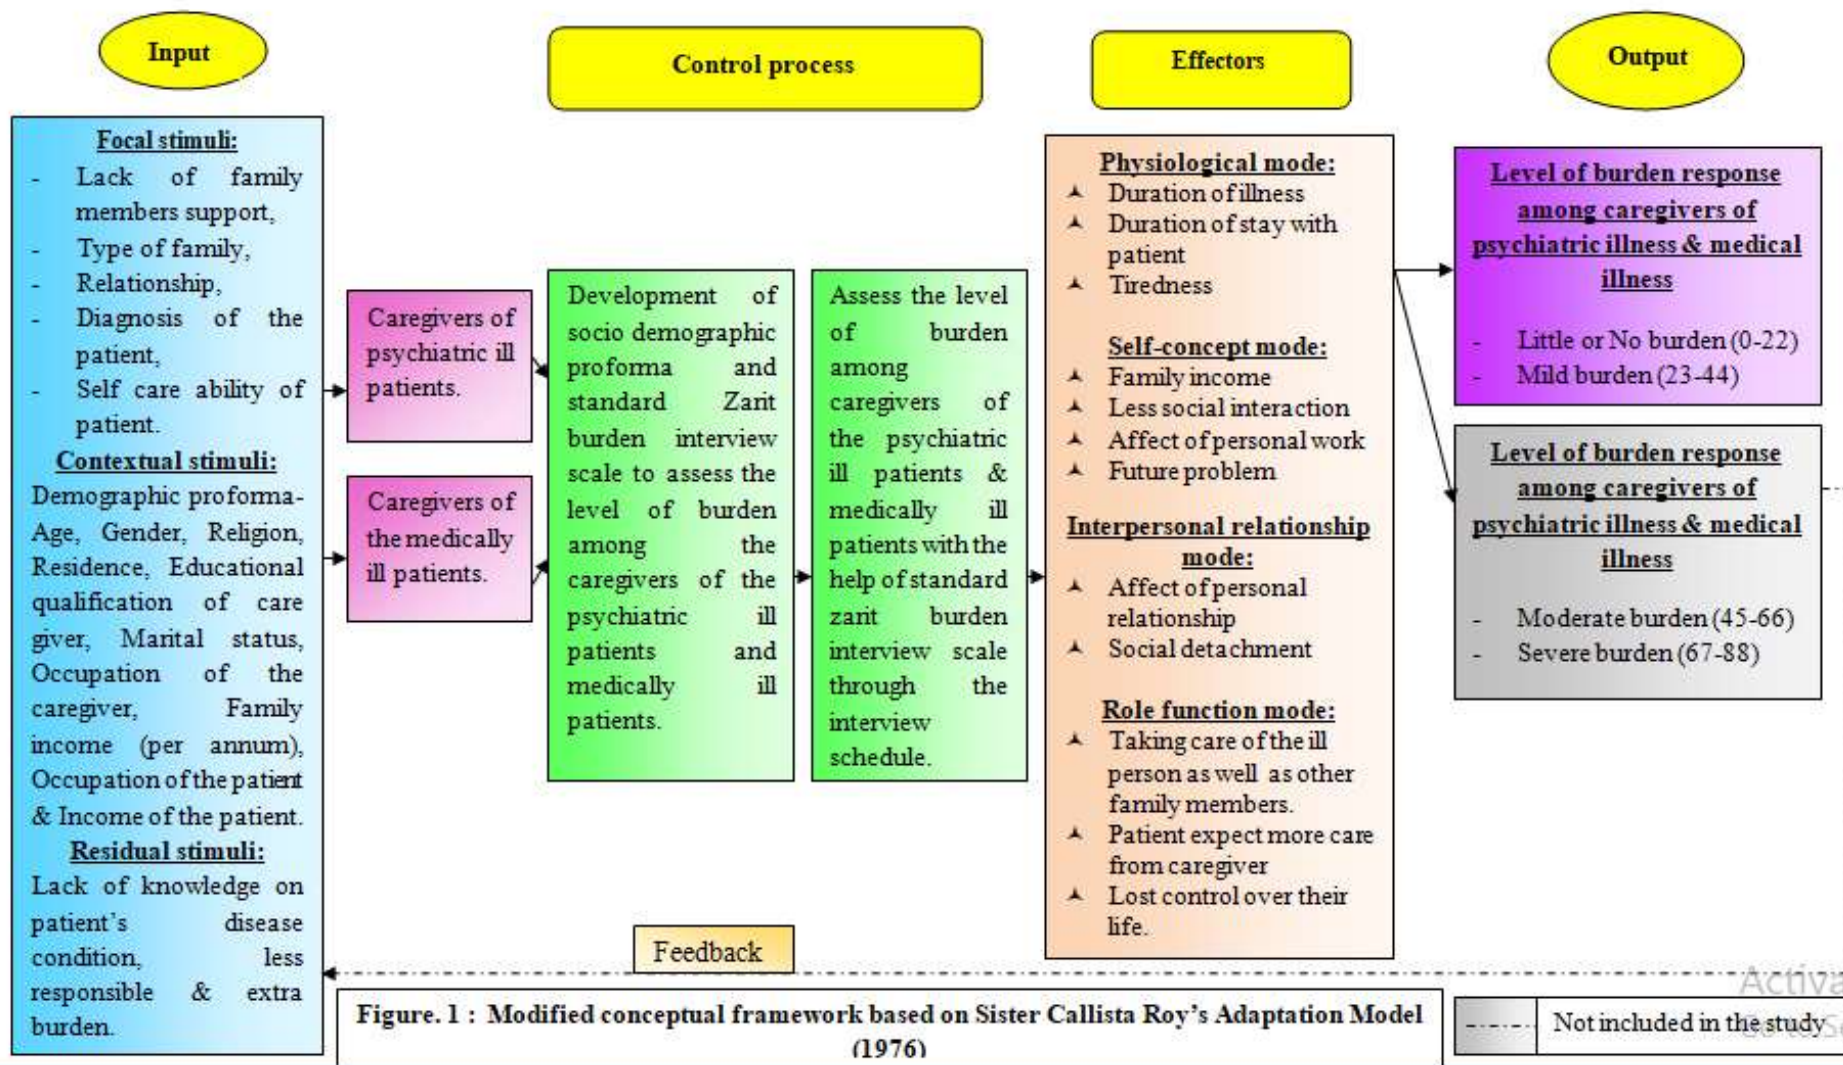 Input
Control process
Effectors
Output
Focal stimuli:
- Lack of family
members support,
- Type of family,
- Relationship,
- Diagnosis of the
patient,
- Self care ability of
patient.
Contextual stimuli:
Demographic proforma-
Age, Gender, Religion,
Residence, Educational
qualification of care
giver, Marital status,
Occupation of the
caregiver, Family
income (per annum),
Occupation of the patient
& Income of the patient.
Residual stimuli:
Lack of knowledge on
patient's disease
condition, less
responsible & extra
burden.
Caregivers of
psychiatric ill
patients.
Caregivers of
the medically
ill patients.
Development of
socio demographic
proforma and
standard Zarit
burden interview
scale to assess the
level of burden
among the
caregivers of the
psychiatric ill
patients and
medically ill
patients.
Assess the level
of burden
among
caregivers of
the psychiatric
ill patients &
medically ill
patients with the
help of standard
zarit burden
interview scale
through the
interview
schedule.
Physiological mode:
Duration of illness
Duration of stay with
patient
Tiredness
Self-concept mode:
Family income
Less social interaction
Affect of personal work
Future problem
Interpersonal relationship
mode:
Affect of personal
relationship
Social detachment
Role function mode:
Taking care of the ill
person as well as other
family members.
Patient expect more care
from caregiver
Lost control over their
life.
Level of burden response
among caregivers of
psychiatric illness & medical
illness
- Little or No burden (0-22)
- Mild burden (23-44)
Level of burden response
among caregivers of
psychiatric illness & medical
illness
- Moderate burden (45-66)
- Severe burden (67-88)
Feedback
Figure. 1 : Modified conceptual framework based on Sister Callista Roy's Adaptation Model
(1976)
Not included in the study
Activa